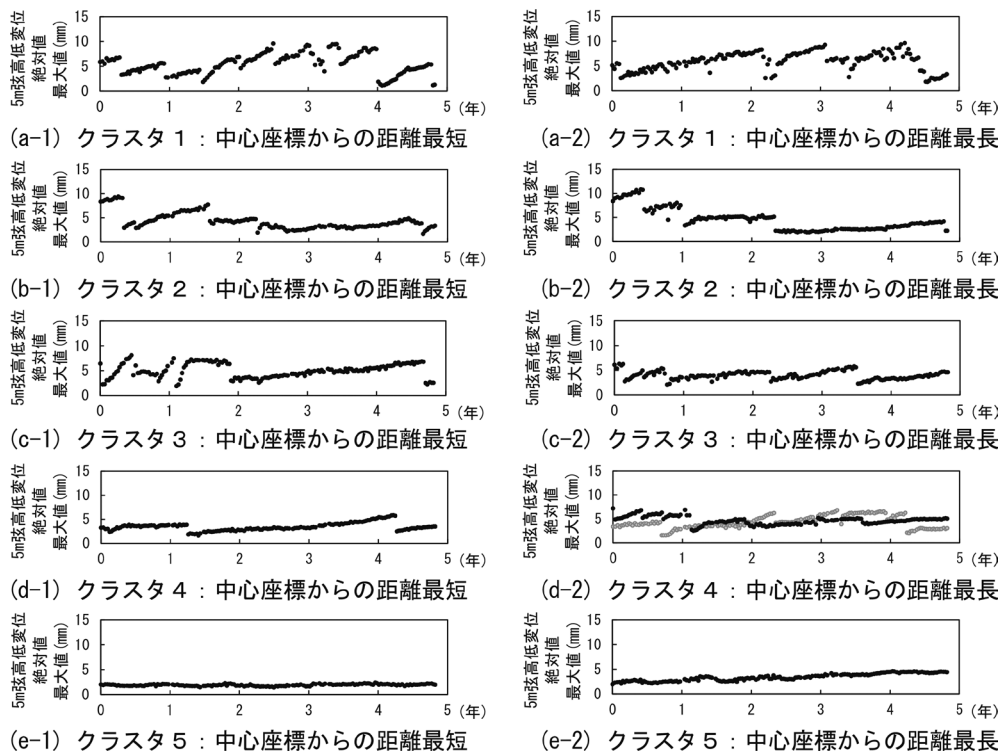 15
10
5
0
5m弦高低変位
絶対値
最大値(mm)
0 1 2 3 4 5 (年)
(a-1) クラスタ1：中心座標からの距離最短
15
10
5
0
5m弦高低変位
絶対値
最大値(mm)
0 1 2 3 4 5 (年)
(a-2) クラスタ1：中心座標からの距離最長
15
10
5
0
5m弦高低変位
絶対値
最大値(mm)
0 1 2 3 4 5 (年)
(b-1) クラスタ2：中心座標からの距離最短
15
10
5
0
5m弦高低変位
絶対値
最大値(mm)
0 1 2 3 4 5 (年)
(b-2) クラスタ2：中心座標からの距離最長
15
10
5
0
5m弦高低変位
絶対値
最大値(mm)
0 1 2 3 4 5 (年)
(c-1) クラスタ3：中心座標からの距離最短
15
10
5
0
5m弦高低変位
絶対値
最大値(mm)
0 1 2 3 4 5 (年)
(c-2) クラスタ3：中心座標からの距離最長
15
10
5
0
5m弦高低変位
絶対値
最大値(mm)
0 1 2 3 4 5 (年)
(d-1) クラスタ4：中心座標からの距離最短
15
10
5
0
5m弦高低変位
絶対値
最大値(mm)
0 1 2 3 4 5 (年)
(d-2) クラスタ4：中心座標からの距離最長
15
10
5
0
5m弦高低変位
絶対値
最大値(mm)
0 1 2 3 4 5 (年)
(e-1) クラスタ5：中心座標からの距離最短
15
10
5
0
5m弦高低変位
絶対値
最大値(mm)
0 1 2 3 4 5 (年)
(e-2) クラスタ5：中心座標からの距離最長